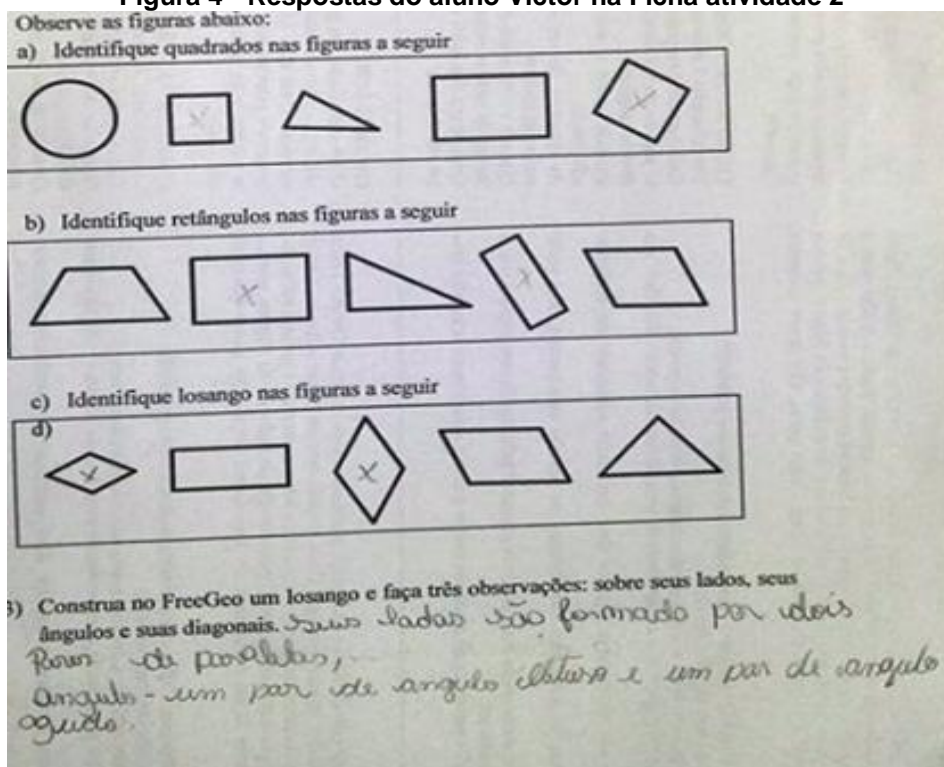 Figura 4 - Respostas do aluno Victor na Ficha atividade 2
Observe as figuras abaixo:
a) Identifique quadrados nas figuras a seguir
b) Identifique retângulos nas figuras a seguir
c) Identifique losango nas figuras a seguir
d)
3) Construa no FreeGeo um losango e faça três observações: sobre seus lados, seus
ângulos e suas diagonais. Seus lados são formado por dois
de
angulo - um par de angulo e um par de angulo
agudo.